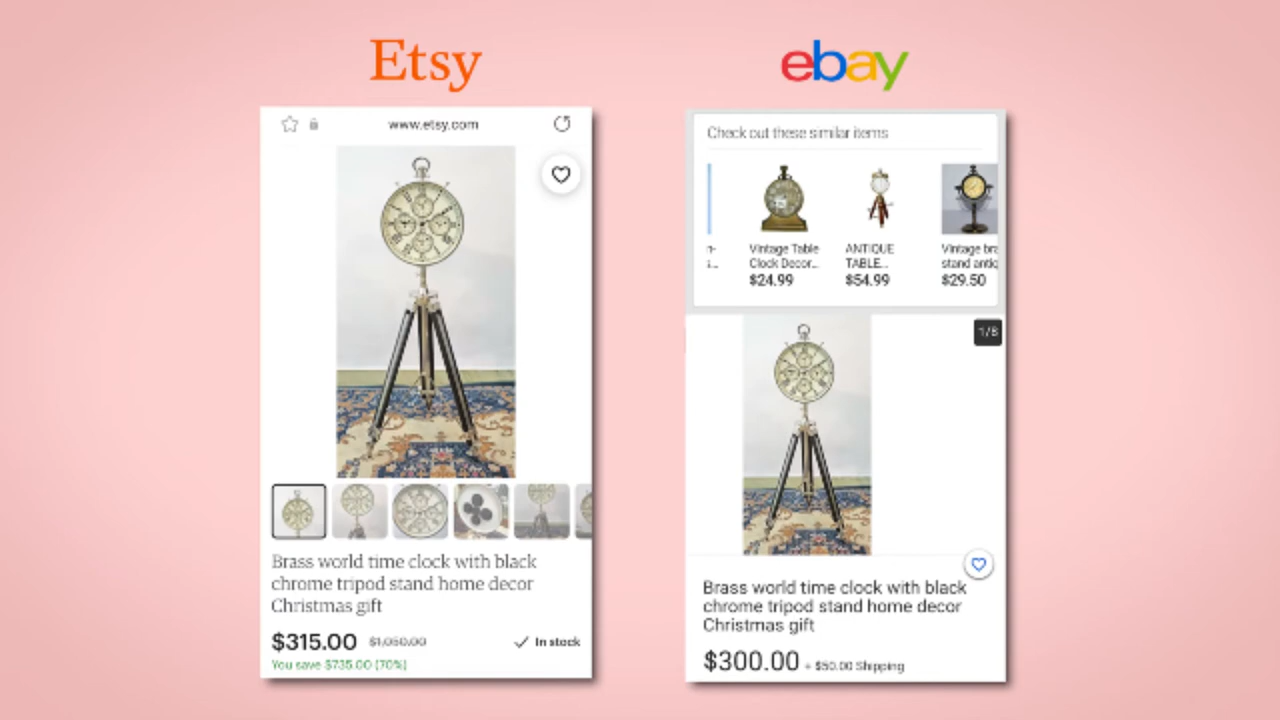 Etsy
ebay
www.etsy.com
Brass world time clock with black
chrome tripod stand home decor
Christmas gift
$315.00 $1,050.00 In stock
You save $735.00 (70%)
Check out these similar items
Vintage Table
Clock Decor...
$24.99
ANTIQUE
TABLE...
$54.99
Vintage bra
stand antiq
$29.50
1/8
Brass world time clock with black
chrome tripod stand home decor
Christmas gift
$300.00 + $50.00 Shipping